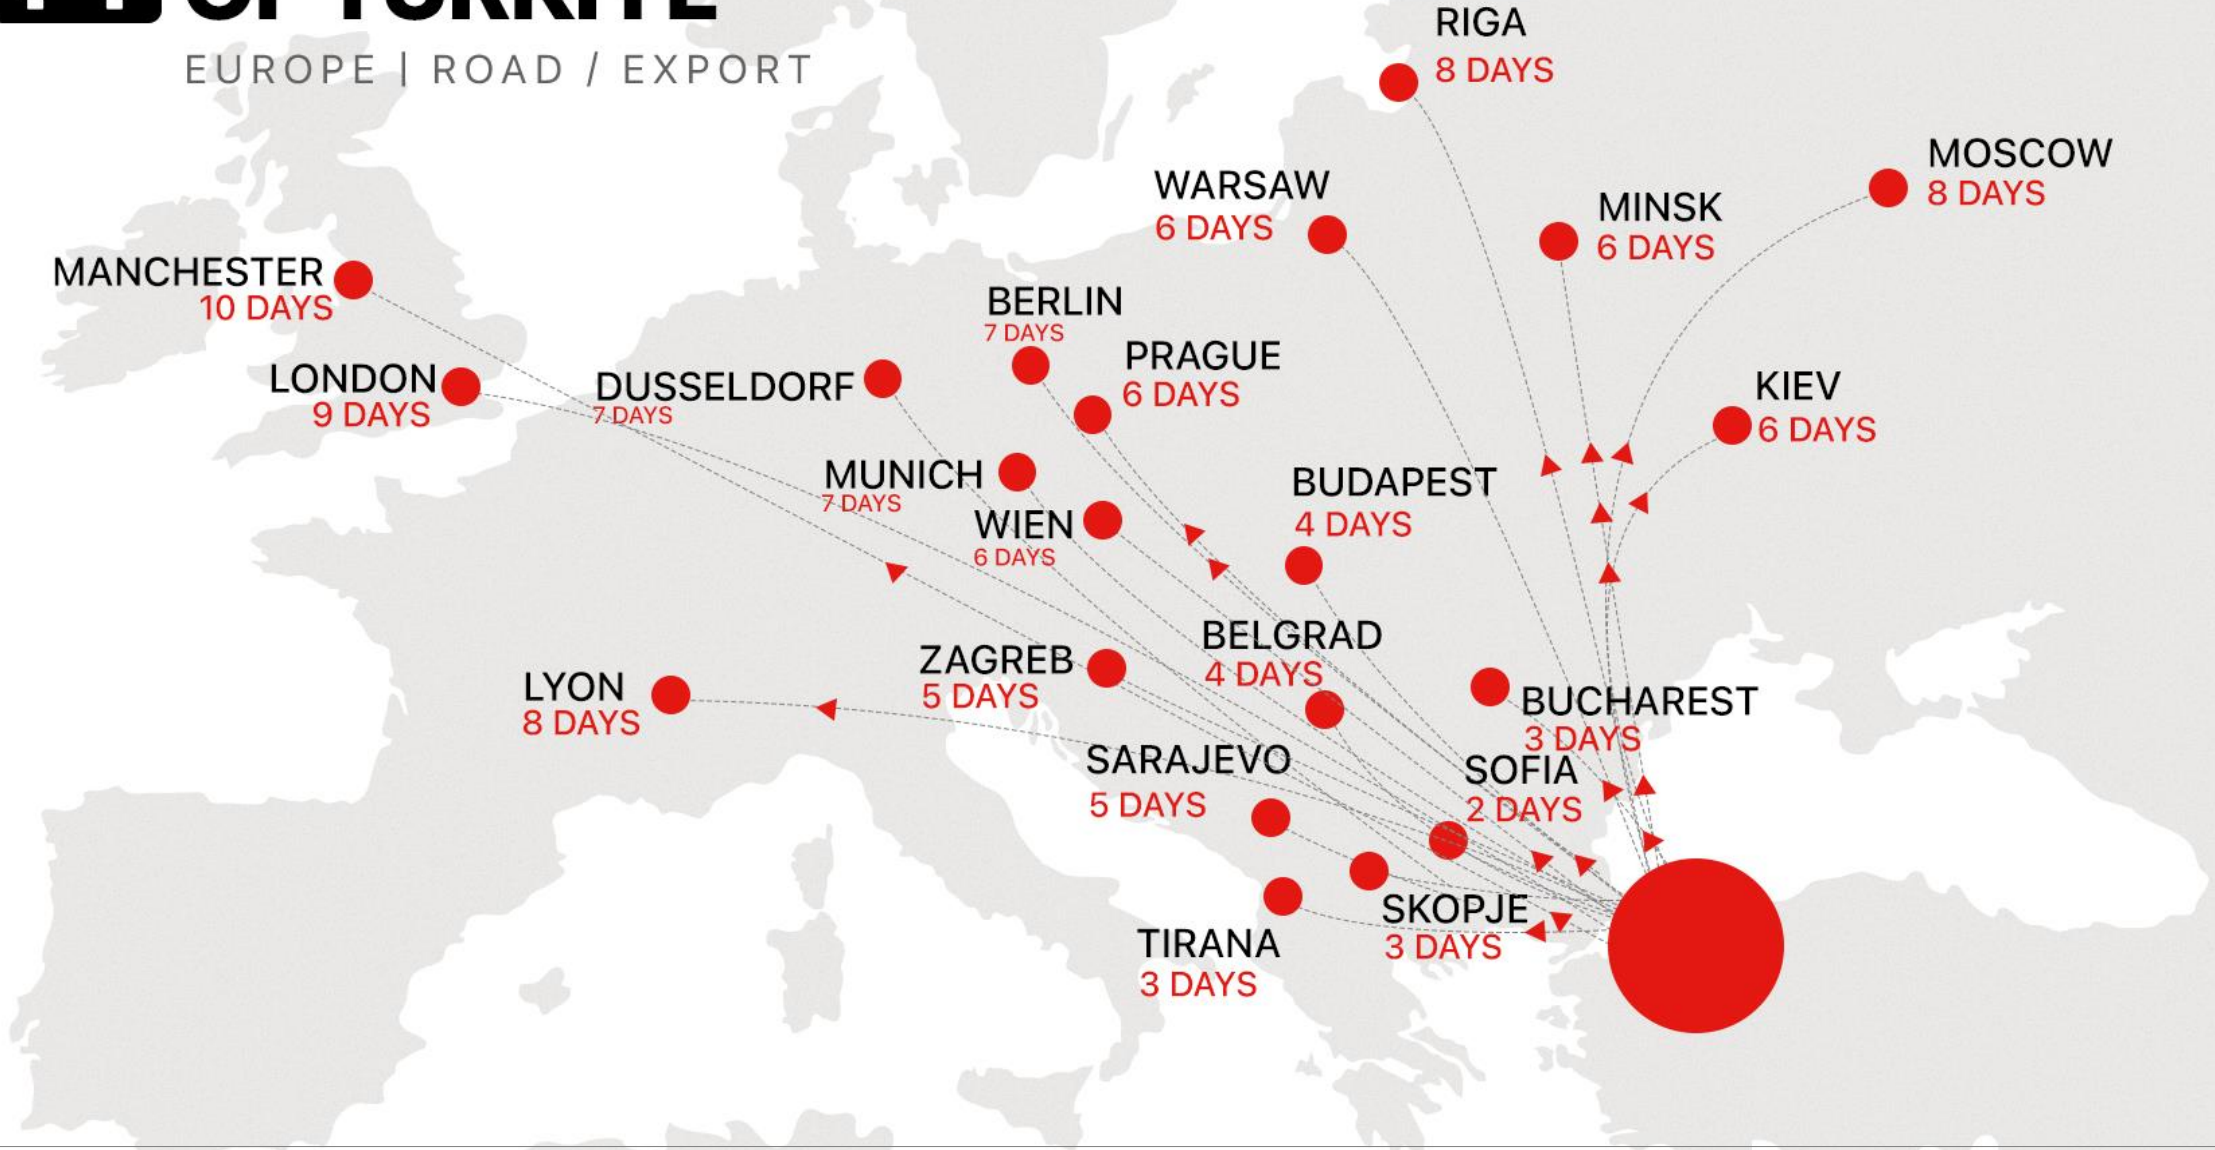 OF TÜRKİYE
EUROPE | ROAD / EXPORT
RIGA
8 DAYS
MOSCOW
8 DAYS
WARSAW
6 DAYS
MINSK
6 DAYS
MANCHESTER
10 DAYS
BERLIN
7 DAYS
PRAGUE
6 DAYS
LONDON
9 DAYS
DUSSELDORF
7 DAYS
KIEV
6 DAYS
MUNICH
7 DAYS
BUDAPEST
4 DAYS
WIEN
6 DAYS
BELGRAD
4 DAYS
ZAGREB
5 DAYS
LYON
8 DAYS
BUCHAREST
3 DAYS
SARAJEVO
5 DAYS
SOFIA
2 DAYS
SKOPJE
3 DAYS
TIRANA
3 DAYS